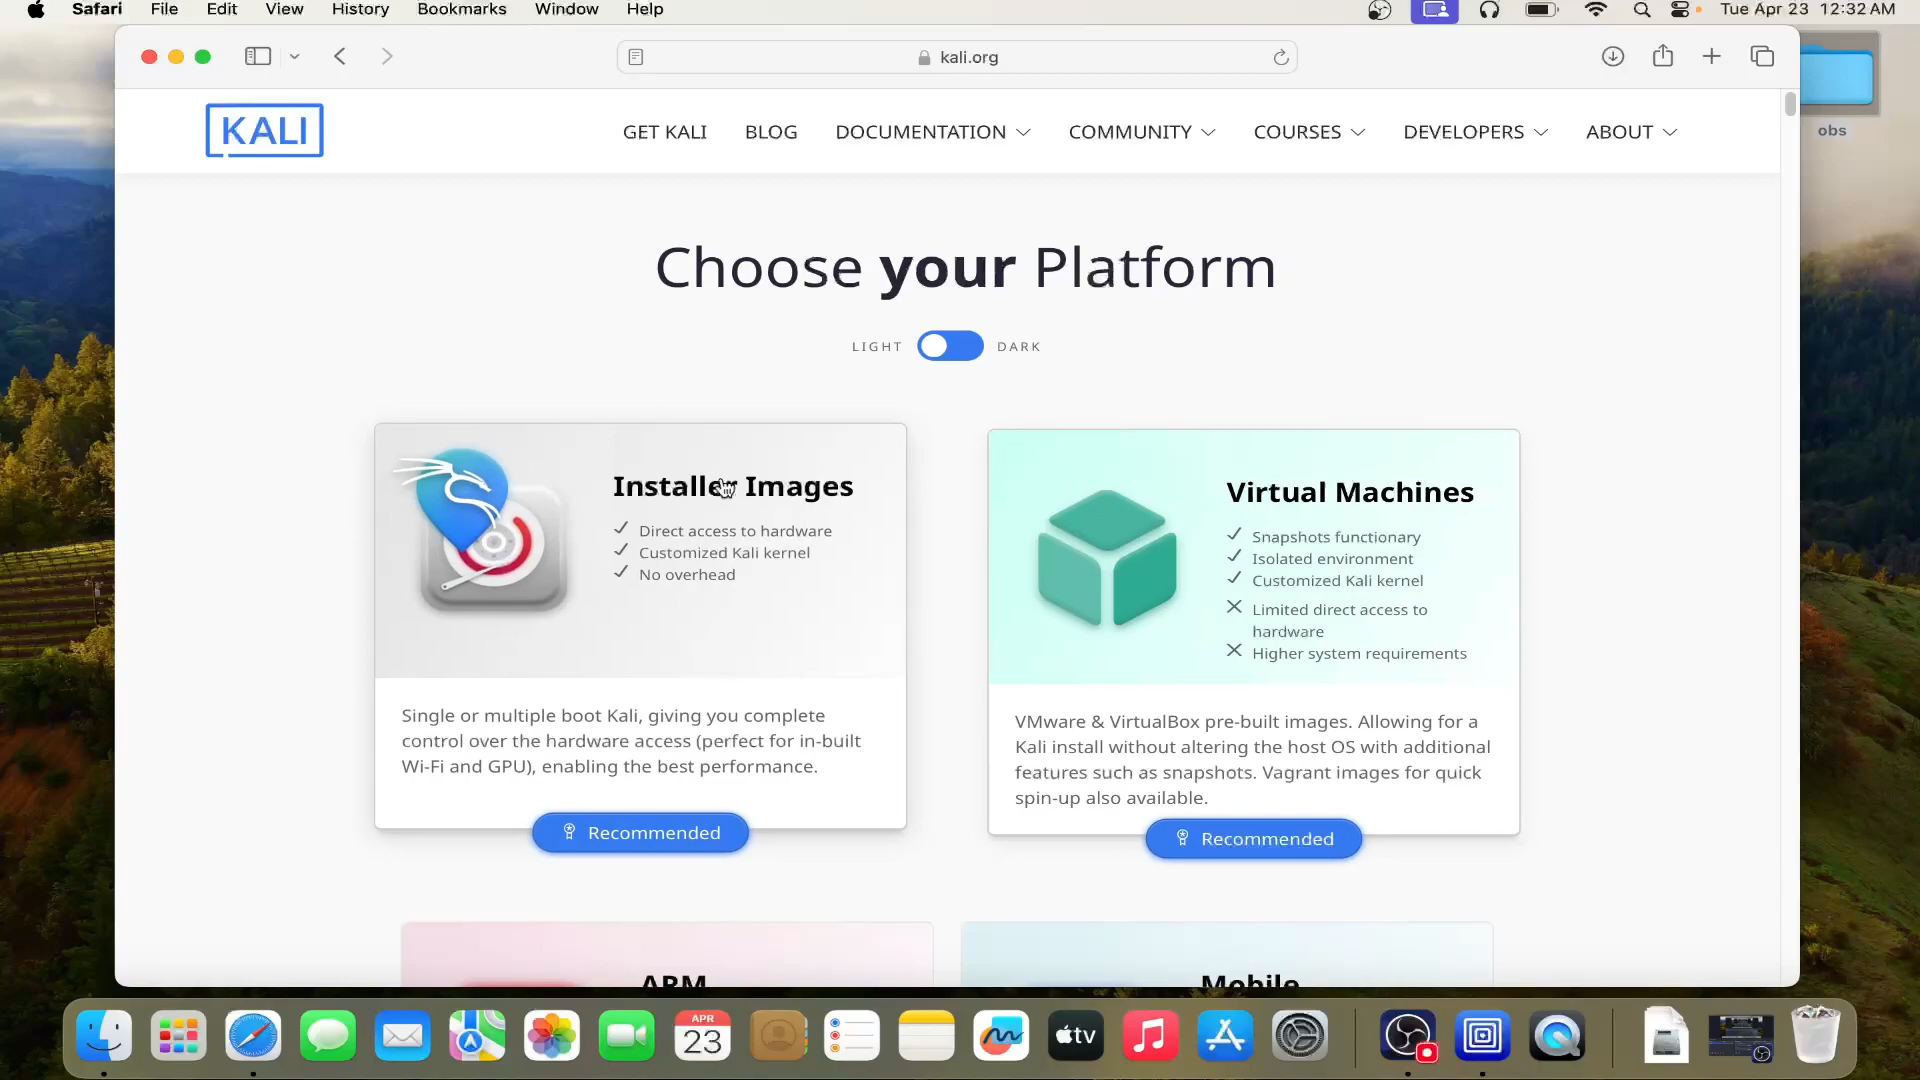 Safari File Edit View History Bookmarks Window Help Tue Apr 23 12:32 AM
kali.org
obs
KALI GET KALI BLOG DOCUMENTATION COMMUNITY COURSES DEVELOPERS ABOUT
Choose your Platform
LIGHT DARK
Installer Images
Direct access to hardware
Customized Kali kernel
No overhead
Single or multiple boot Kali, giving you complete
control over the hardware access (perfect for in-built
Wi-Fi and GPU), enabling the best performance.
Recommended
Virtual Machines
Snapshots functionary
Isolated environment
Customized Kali kernel
Limited direct access to
hardware
Higher system requirements
VMware & VirtualBox pre-built images. Allowing for a
Kali install without altering the host OS with additional
features such as snapshots. Vagrant images for quick
spin-up also available.
Recommended
ARM
Mobile
APR
23
tv